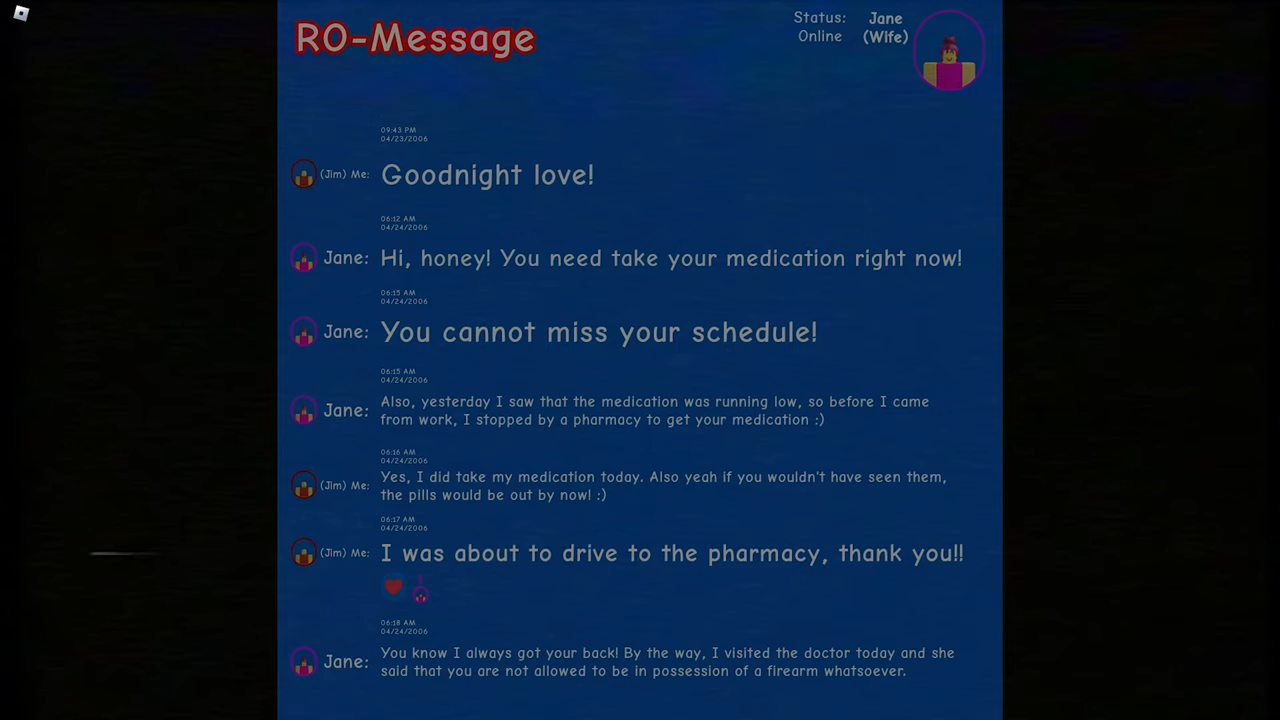 RO-Message
Status:
Online
Jane
(Wife)
09:43 PM
04/23/2006
(Jim) Me:
Goodnight love!
06:12 AM
04/24/2006
Jane:
Hi, honey! You need take your medication right now!
06:15 AM
04/24/2006
Jane:
You cannot miss your schedule!
06:15 AM
04/24/2006
Jane:
Also, yesterday I saw that the medication was running low, so before I came
from work, I stopped by a pharmacy to get your medication :)
06:16 AM
04/24/2006
(Jim) Me:
Yes, I did take my medication today. Also yeah if you wouldn't have seen them,
the pills would be out by now! :)
06:17 AM
04/24/2006
(Jim) Me:
I was about to drive to the pharmacy, thank you!!
06:18 AM
04/24/2006
Jane:
You know I always got your back! By the way, I visited the doctor today and she
said that you are not allowed to be in possession of a firearm whatsoever.